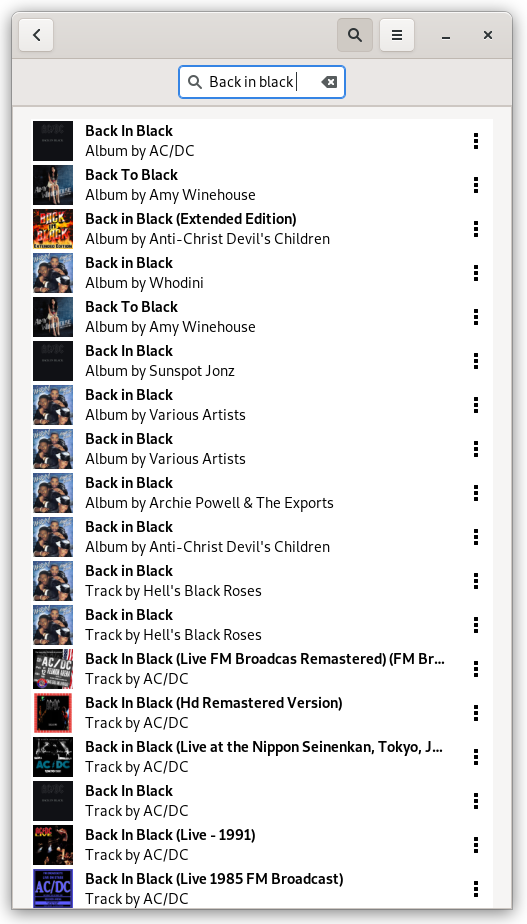 Back in black
Back In Black
Album by AC/DC
Back To Black
Album by Amy Winehouse
Back in Black (Extended Edition)
Album by Anti-Christ Devil's Children
Back in Black
Album by Whodini
Back To Black
Album by Amy Winehouse
Back In Black
Album by Sunspot Jonz
Back in Black
Album by Various Artists
Back in Black
Album by Various Artists
Back in Black
Album by Archie Powell & The Exports
Back in Black
Album by Anti-Christ Devil's Children
Back in Black
Track by Hell's Black Roses
Back in Black
Track by Hell's Black Roses
Back In Black (Live FM Broadcas Remastered) (FM Br...
Track by AC/DC
Back In Black (Hd Remastered Version)
Track by AC/DC
Back in Black (Live at the Nippon Seinenkan, Tokyo, J...
Track by AC/DC
Back In Black
Track by AC/DC
Back In Black (Live - 1991)
Track by AC/DC
Back In Black (Live 1985 FM Broadcast)
Track by AC/DC